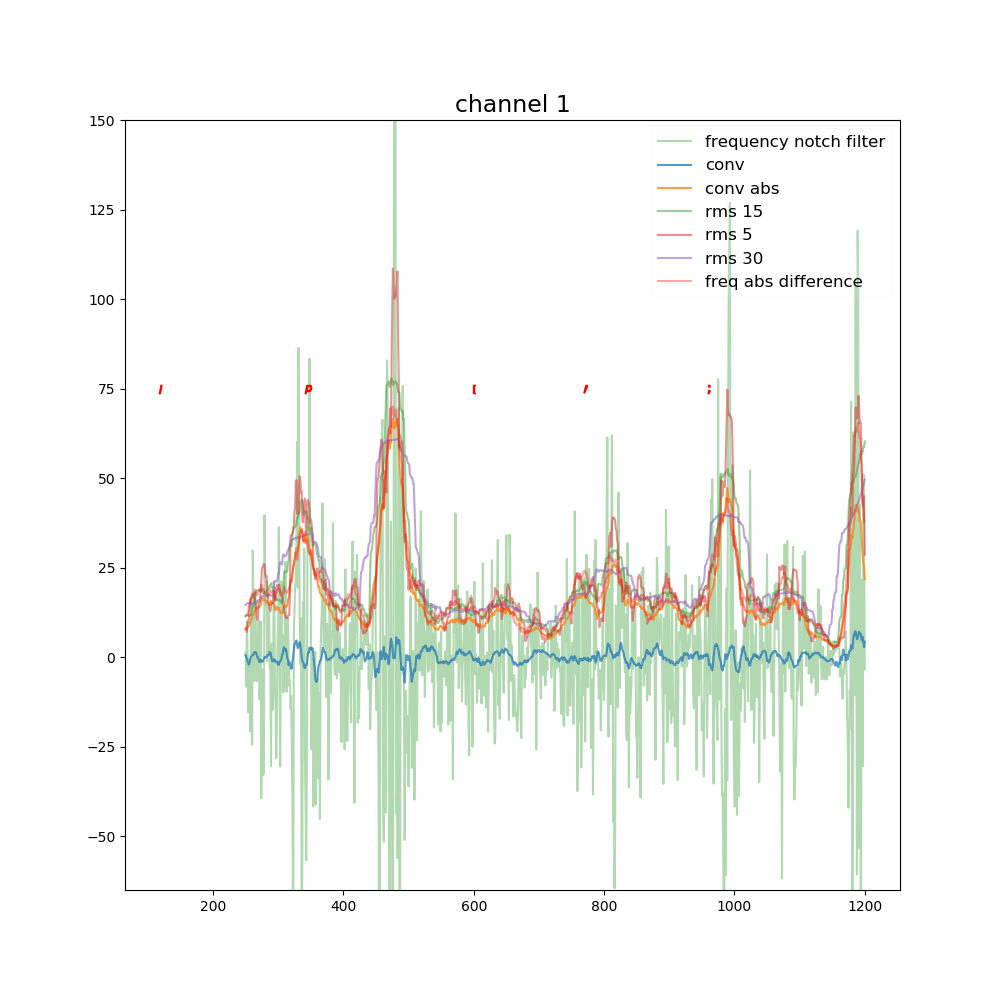 channel 1
150
125
100
75
50
25
0
−25
−50
frequency notch filter
conv
conv abs
rms 15
rms 5
rms 30
freq abs difference
p [ ;
200 400 600 800 1000 1200